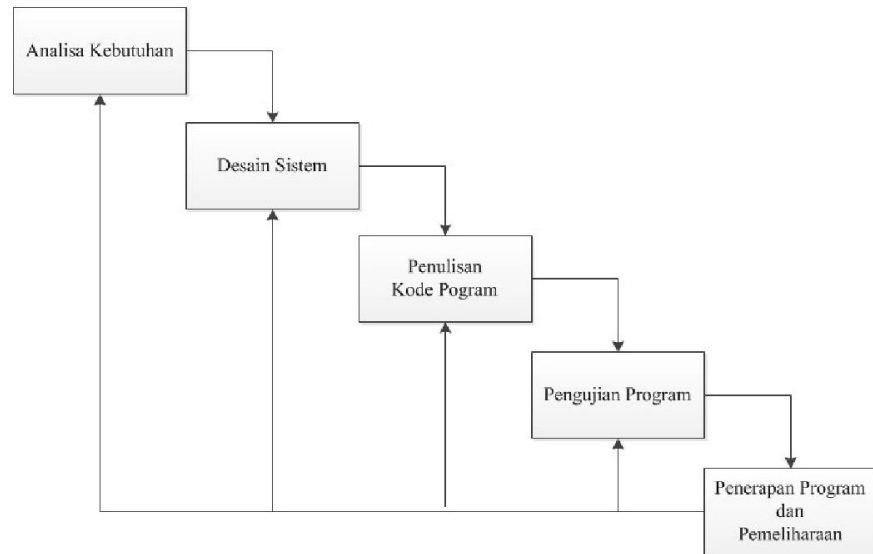 Analisa Kebutuhan
Desain Sistem
Penulisan
Kode Pogram
Pengujian Program
Penerapan Program
dan
Pemeliharaan